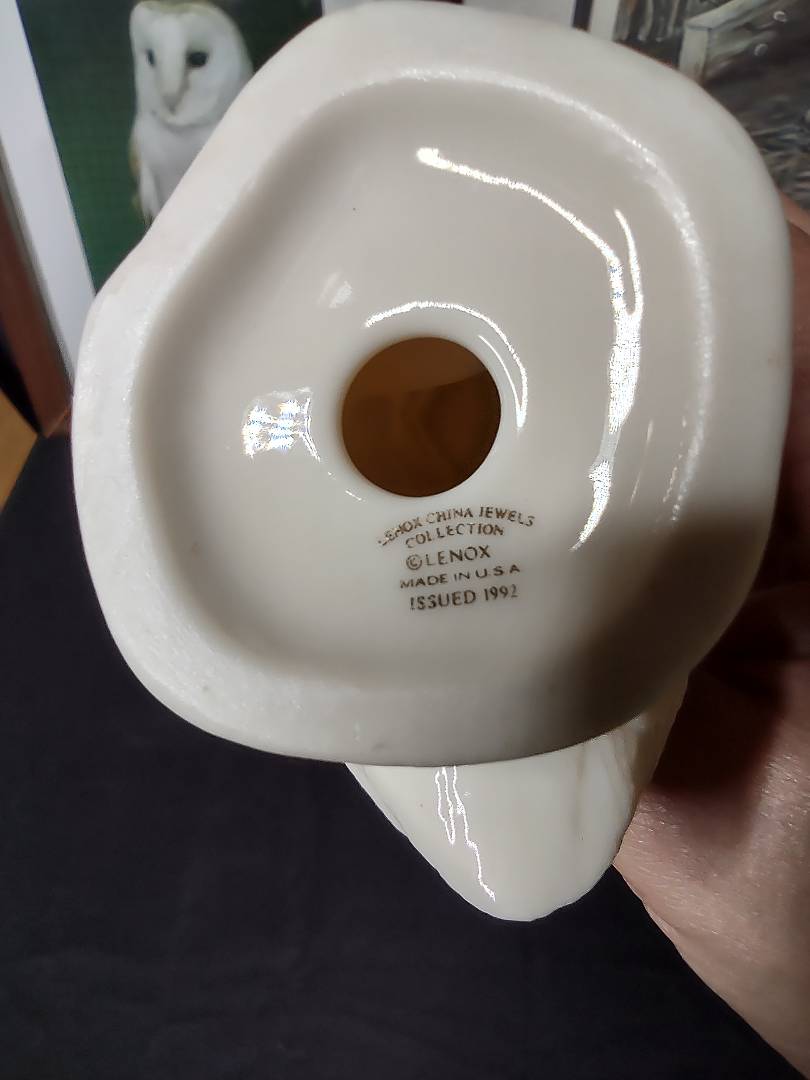 LENOX CHINA JEWELS
COLLECTION
©LENOX
MADE IN U.S.A
ISSUED 1992